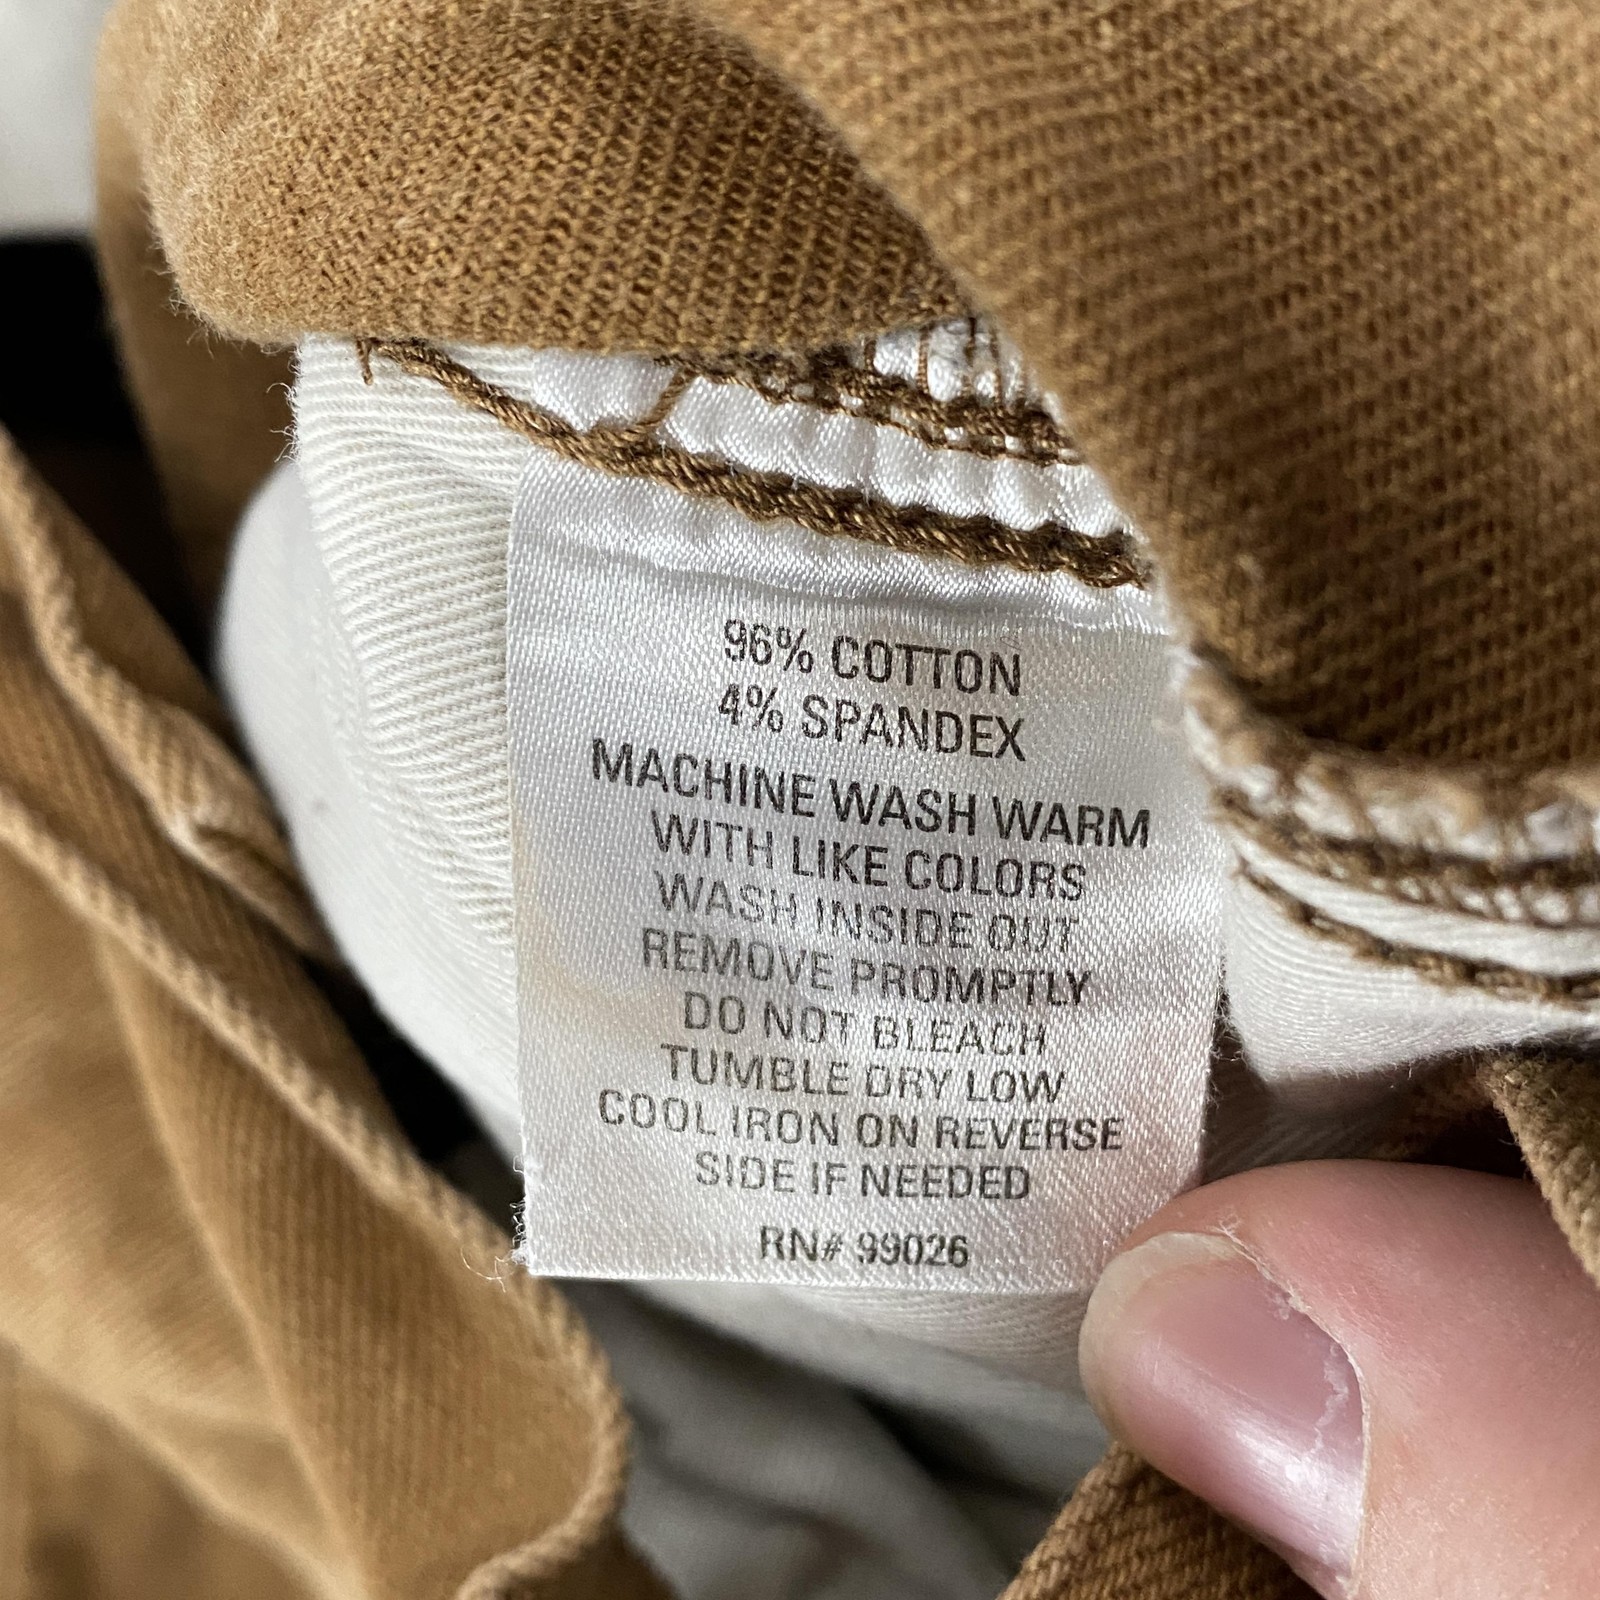 96% COTTON
4% SPANDEX
MACHINE WASH WARM
WITH LIKE COLORS
WASH INSIDE OUT
REMOVE PROMPTLY
DO NOT BLEACH
TUMBLE DRY LOW
COOL IRON ON REVERSE
SIDE IF NEEDED
RN# 99026